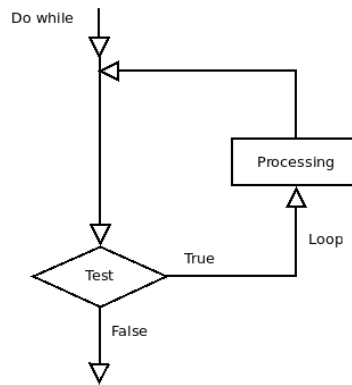 Do while
Processing
Loop
True
Test
False